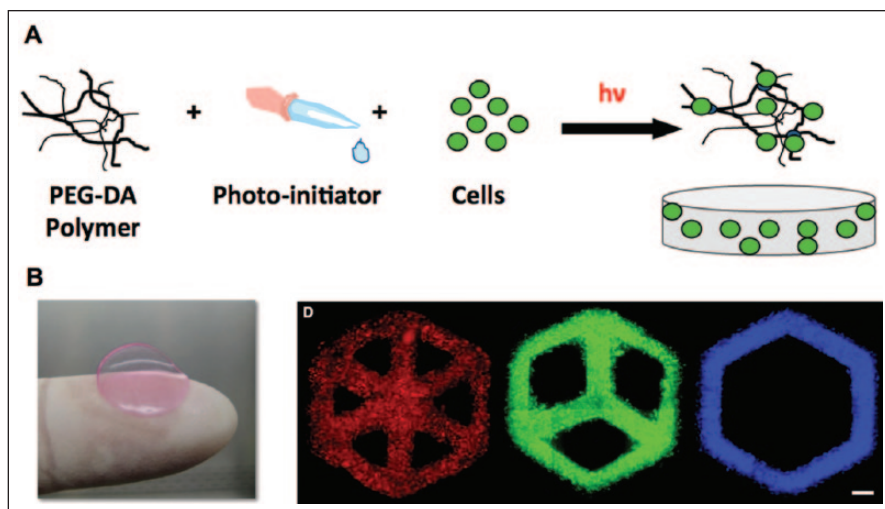 A
+
+
hν
PEG-DA
Polymer
Photo-initiator
Cells
B
D